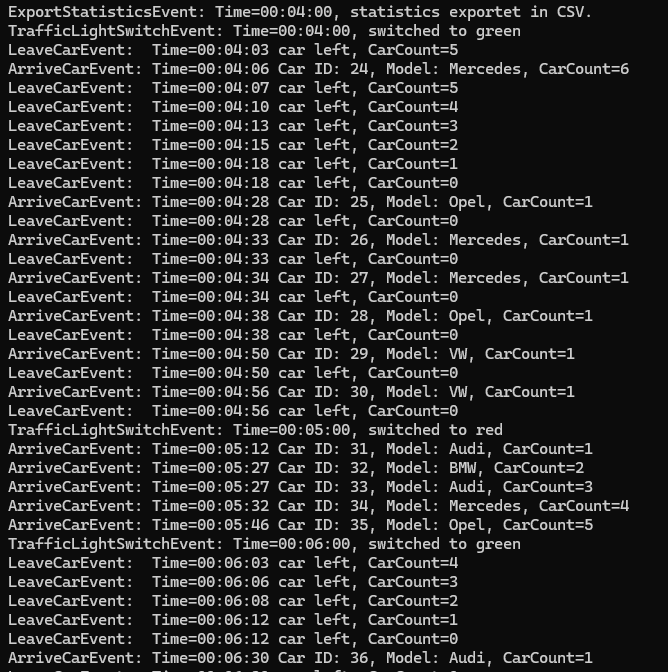 ExportStatisticsEvent: Time=00:04:00, statistics exportet in CSV.
TrafficLightSwitchEvent: Time=00:04:00, switched to green
LeaveCarEvent:  Time=00:04:03 car left, CarCount=5
ArriveCarEvent: Time=00:04:06 Car ID: 24, Model: Mercedes, CarCount=6
LeaveCarEvent:  Time=00:04:07 car left, CarCount=5
LeaveCarEvent:  Time=00:04:10 car left, CarCount=4
LeaveCarEvent:  Time=00:04:13 car left, CarCount=3
LeaveCarEvent:  Time=00:04:15 car left, CarCount=2
LeaveCarEvent:  Time=00:04:18 car left, CarCount=1
LeaveCarEvent:  Time=00:04:18 car left, CarCount=0
ArriveCarEvent: Time=00:04:28 Car ID: 25, Model: Opel, CarCount=1
LeaveCarEvent:  Time=00:04:28 car left, CarCount=0
ArriveCarEvent: Time=00:04:33 Car ID: 26, Model: Mercedes, CarCount=1
LeaveCarEvent:  Time=00:04:33 car left, CarCount=0
ArriveCarEvent: Time=00:04:34 Car ID: 27, Model: Mercedes, CarCount=1
LeaveCarEvent:  Time=00:04:34 car left, CarCount=0
ArriveCarEvent: Time=00:04:38 Car ID: 28, Model: Opel, CarCount=1
LeaveCarEvent:  Time=00:04:38 car left, CarCount=0
ArriveCarEvent: Time=00:04:50 Car ID: 29, Model: VW, CarCount=1
LeaveCarEvent:  Time=00:04:50 car left, CarCount=0
ArriveCarEvent: Time=00:04:56 Car ID: 30, Model: VW, CarCount=1
LeaveCarEvent:  Time=00:04:56 car left, CarCount=0
TrafficLightSwitchEvent: Time=00:05:00, switched to red
ArriveCarEvent: Time=00:05:12 Car ID: 31, Model: Audi, CarCount=1
ArriveCarEvent: Time=00:05:27 Car ID: 32, Model: BMW, CarCount=2
ArriveCarEvent: Time=00:05:27 Car ID: 33, Model: Audi, CarCount=3
ArriveCarEvent: Time=00:05:32 Car ID: 34, Model: Mercedes, CarCount=4
ArriveCarEvent: Time=00:05:46 Car ID: 35, Model: Opel, CarCount=5
TrafficLightSwitchEvent: Time=00:06:00, switched to green
LeaveCarEvent:  Time=00:06:03 car left, CarCount=4
LeaveCarEvent:  Time=00:06:06 car left, CarCount=3
LeaveCarEvent:  Time=00:06:08 car left, CarCount=2
LeaveCarEvent:  Time=00:06:12 car left, CarCount=1
LeaveCarEvent:  Time=00:06:12 car left, CarCount=0
ArriveCarEvent: Time=00:06:30 Car ID: 36, Model: Audi, CarCount=1